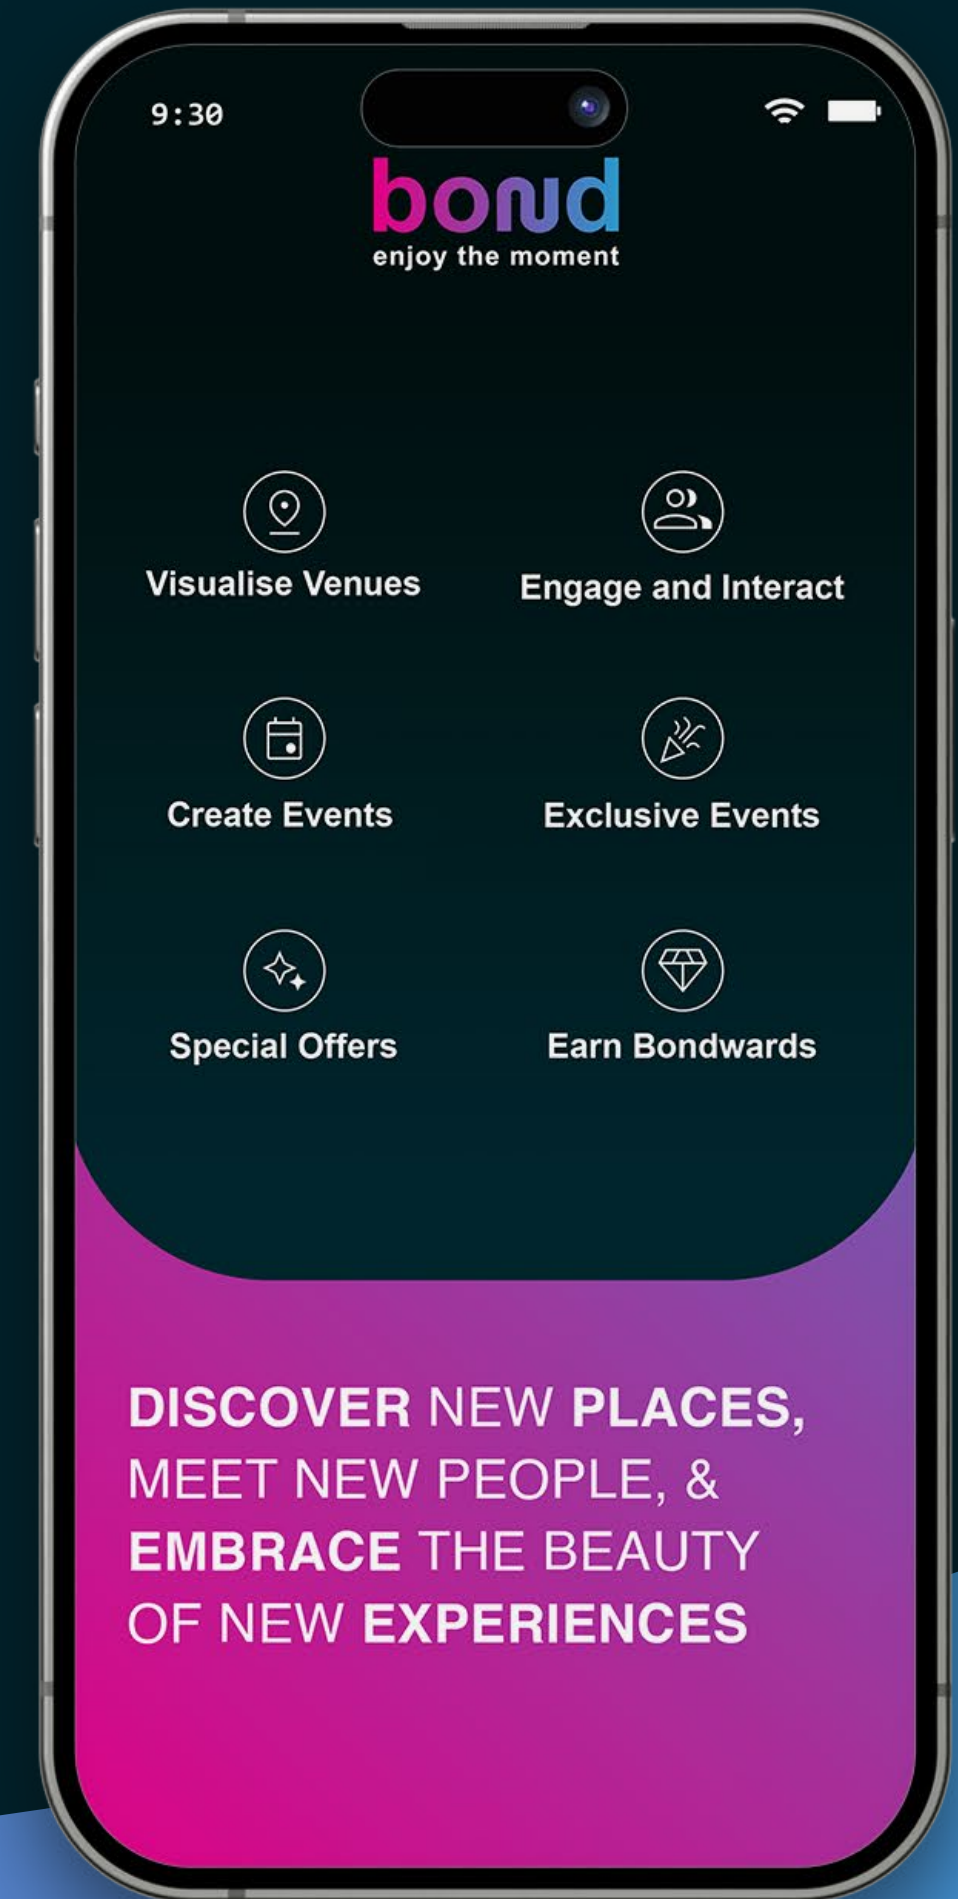 9:30
bond
enjoy the moment
Visualise Venues
Engage and Interact
Create Events
Exclusive Events
Special Offers
Earn Bondwards
DISCOVER NEW PLACES,
MEET NEW PEOPLE, &
EMBRACE THE BEAUTY
OF NEW EXPERIENCES